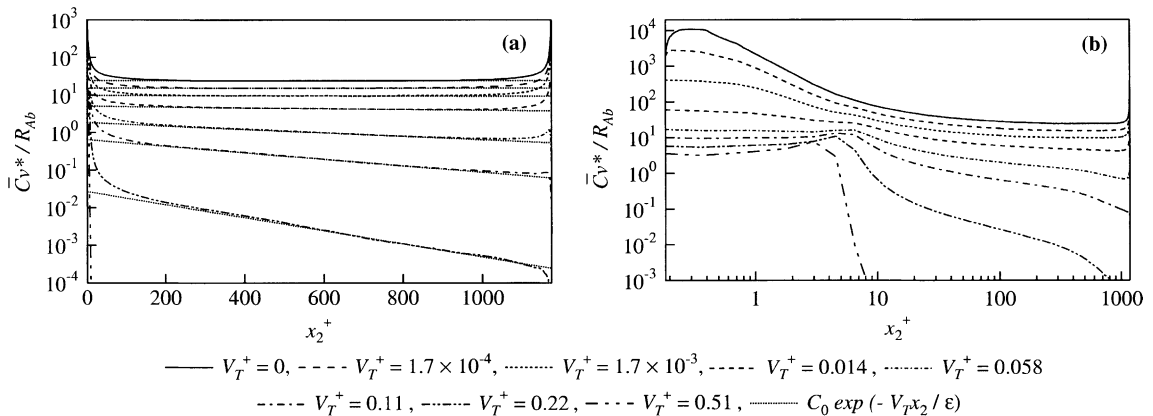 (a)
10³
10²
10¹
10⁰
10⁻¹
10⁻²
10⁻³
10⁻⁴
C̄v* / R_Ab
0 200 400 600 800 1000
x₂⁺
(b)
10⁴
10³
10²
10¹
10⁰
10⁻¹
10⁻²
10⁻³
C̄v* / R_Ab
1 10 100 1000
x₂⁺
V_T⁺ = 0, V_T⁺ = 1.7 × 10⁻⁴, V_T⁺ = 1.7 × 10⁻³, V_T⁺ = 0.014 , V_T⁺ = 0.058
V_T⁺ = 0.11 , V_T⁺ = 0.22 , V_T⁺ = 0.51 , C₀ exp (- V_T x₂ / ε)